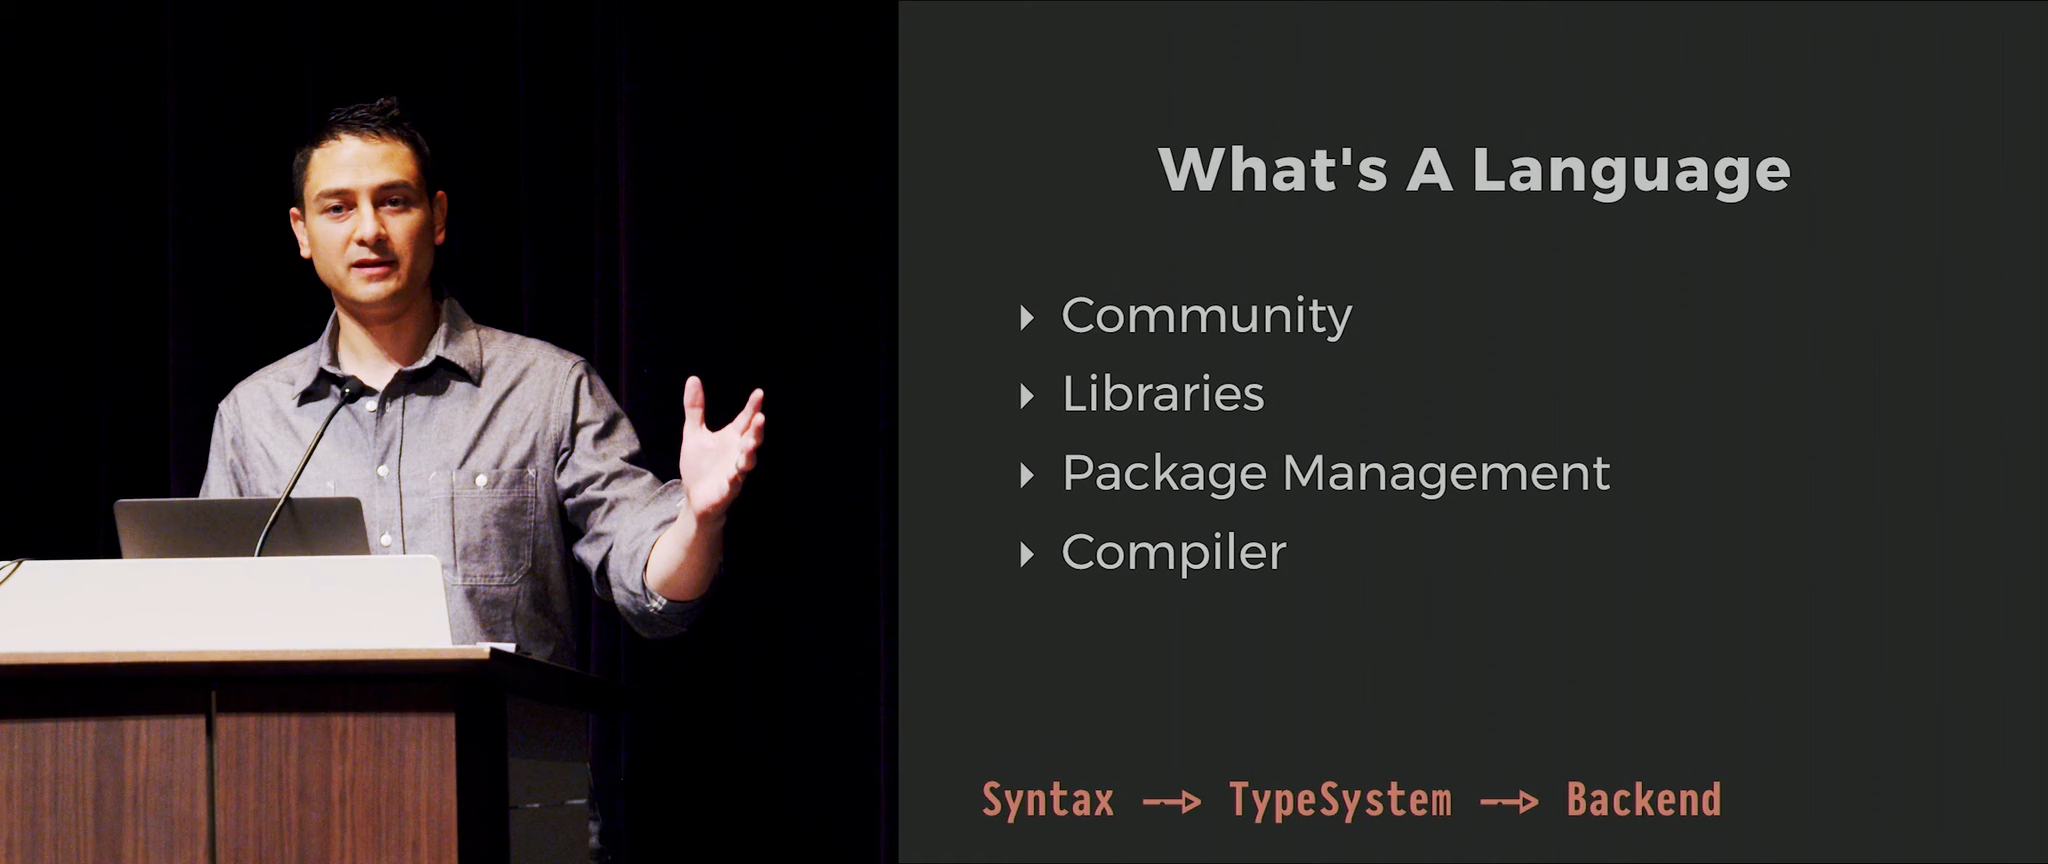 What's A Language
Community
Libraries
Package Management
Compiler
Syntax —> TypeSystem —> Backend